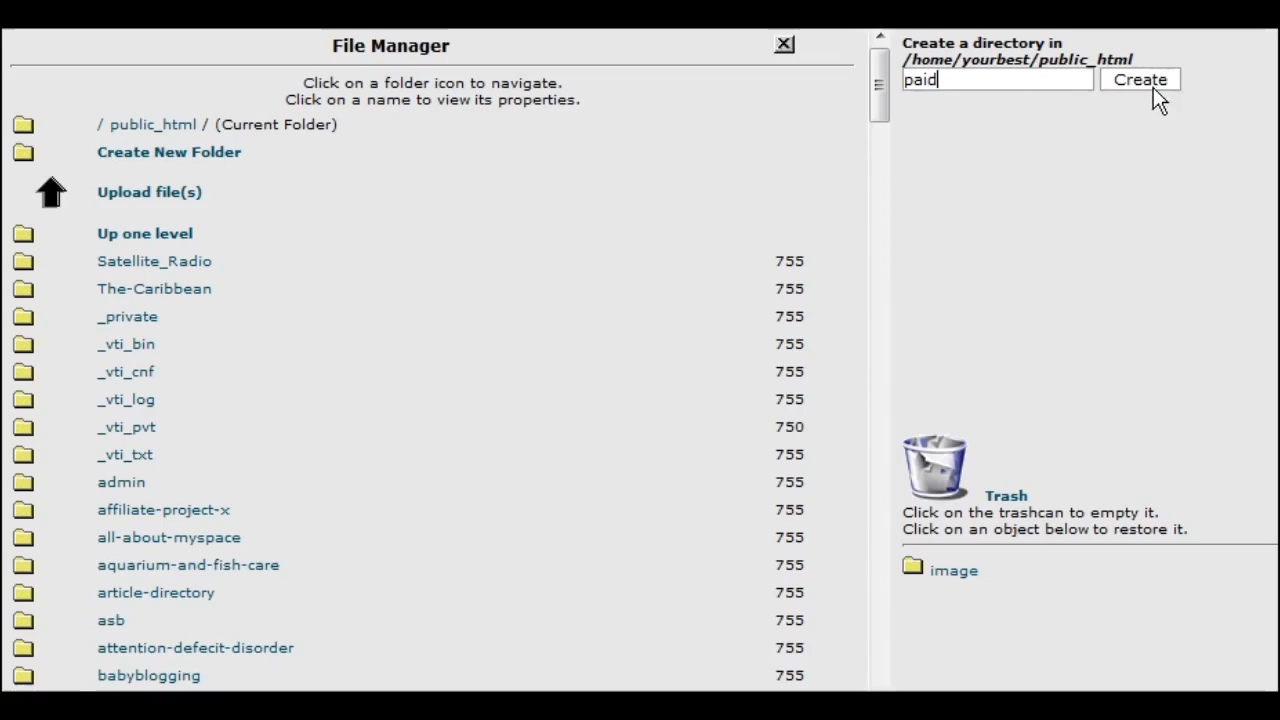 File Manager
Click on a folder icon to navigate.
Click on a name to view its properties.
/ public_html / (Current Folder)
Create New Folder
Upload file(s)
Up one level
Satellite_Radio 755
The-Caribbean 755
_private 755
_vti_bin 755
_vti_cnf 755
_vti_log 755
_vti_pvt 750
_vti_txt 755
admin 755
affiliate-project-x 755
all-about-myspace 755
aquarium-and-fish-care 755
article-directory 755
asb 755
attention-defecit-disorder 755
babyblogging 755
Create a directory in
/home/yourbest/public_html
paid Create
Trash
Click on the trashcan to empty it.
Click on an object below to restore it.
image